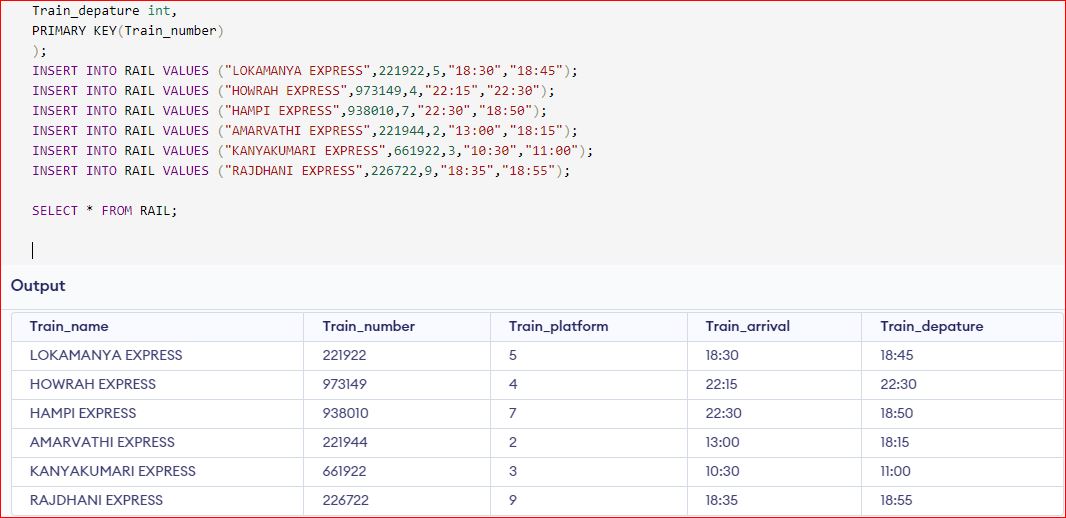 Train_depature int,
PRIMARY KEY(Train_number)
);
INSERT INTO RAIL VALUES ("LOKAMANYA EXPRESS",221922,5,"18:30","18:45");
INSERT INTO RAIL VALUES ("HOWRAH EXPRESS",973149,4,"22:15","22:30");
INSERT INTO RAIL VALUES ("HAMPI EXPRESS",938010,7,"22:30","18:50");
INSERT INTO RAIL VALUES ("AMARVATHI EXPRESS",221944,2,"13:00","18:15");
INSERT INTO RAIL VALUES ("KANYAKUMARI EXPRESS",661922,3,"10:30","11:00");
INSERT INTO RAIL VALUES ("RAJDHANI EXPRESS",226722,9,"18:35","18:55");
SELECT * FROM RAIL;
Output
Train_name Train_number Train_platform Train_arrival Train_depature
LOKAMANYA EXPRESS 221922 5 18:30 18:45
HOWRAH EXPRESS 973149 4 22:15 22:30
HAMPI EXPRESS 938010 7 22:30 18:50
AMARVATHI EXPRESS 221944 2 13:00 18:15
KANYAKUMARI EXPRESS 661922 3 10:30 11:00
RAJDHANI EXPRESS 226722 9 18:35 18:55